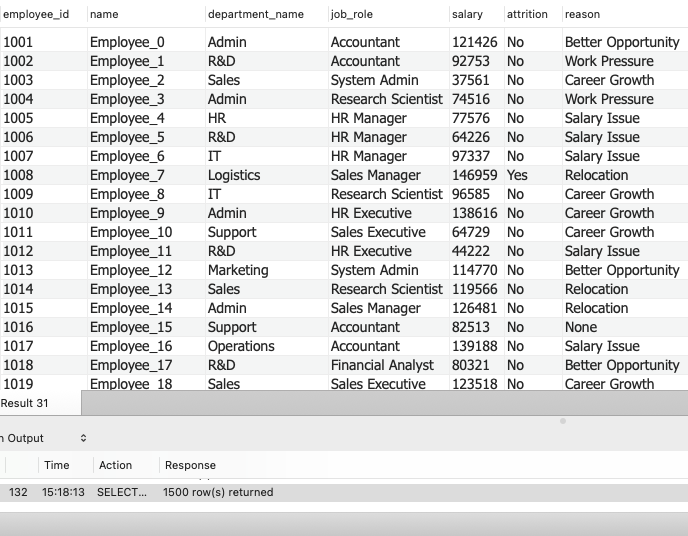 employee_id name department_name job_role salary attrition reason
1001 Employee_0 Admin Accountant 121426 No Better Opportunity
1002 Employee_1 R&D Accountant 92753 No Work Pressure
1003 Employee_2 Sales System Admin 37561 No Career Growth
1004 Employee_3 Admin Research Scientist 74516 No Work Pressure
1005 Employee_4 HR HR Manager 77576 No Salary Issue
1006 Employee_5 R&D HR Manager 64226 No Salary Issue
1007 Employee_6 IT HR Manager 97337 No Salary Issue
1008 Employee_7 Logistics Sales Manager 146959 Yes Relocation
1009 Employee_8 IT Research Scientist 96585 No Career Growth
1010 Employee_9 Admin HR Executive 138616 No Career Growth
1011 Employee_10 Support Sales Executive 64729 No Career Growth
1012 Employee_11 R&D HR Executive 44222 No Salary Issue
1013 Employee_12 Marketing System Admin 114770 No Better Opportunity
1014 Employee_13 Sales Research Scientist 119566 No Relocation
1015 Employee_14 Admin Sales Manager 126481 No Relocation
1016 Employee_15 Support Accountant 82513 No None
1017 Employee_16 Operations Accountant 139188 No Salary Issue
1018 Employee_17 R&D Financial Analyst 80321 No Better Opportunity
1019 Employee_18 Sales Sales Executive 123518 No Career Growth
Result 31
n Output
Time Action Response
132 15:18:13 SELECT... 1500 row(s) returned